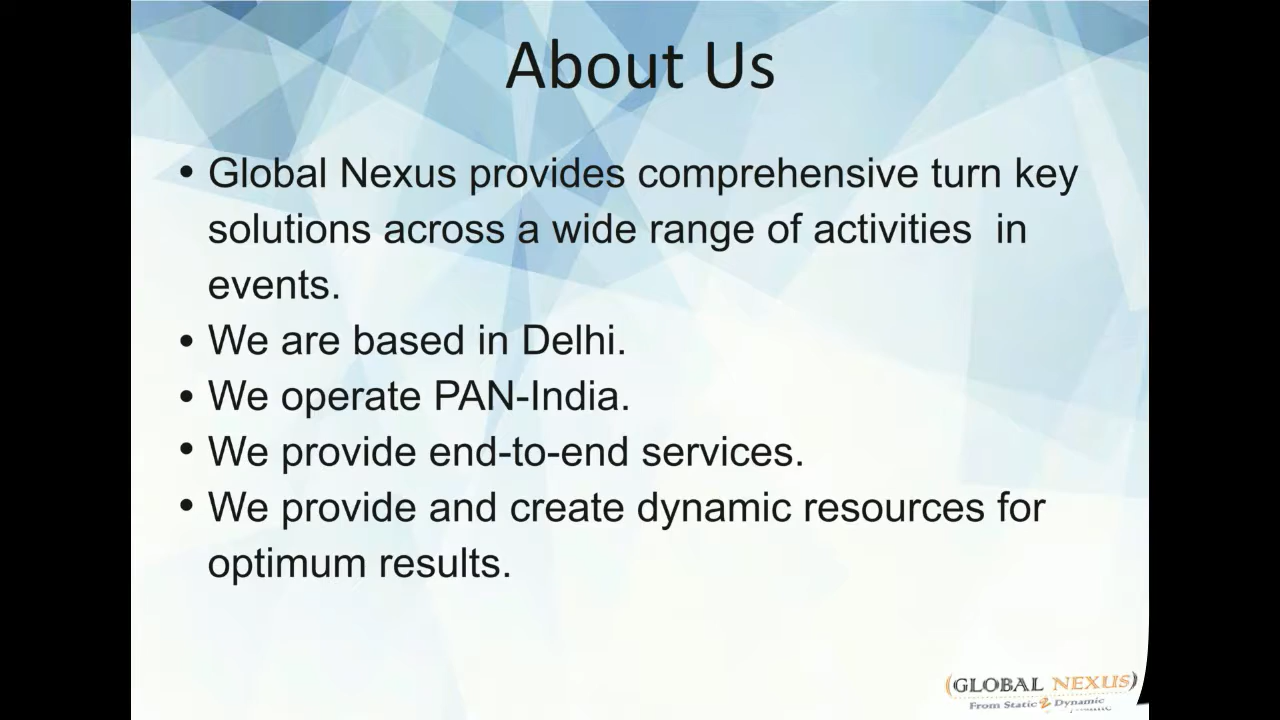 About Us
• Global Nexus provides comprehensive turn key
solutions across a wide range of activities  in
events.
• We are based in Delhi.
• We operate PAN-India.
• We provide end-to-end services.
• We provide and create dynamic resources for
optimum results.
(GLOBAL NEXUS)
From Static 2 Dynamic